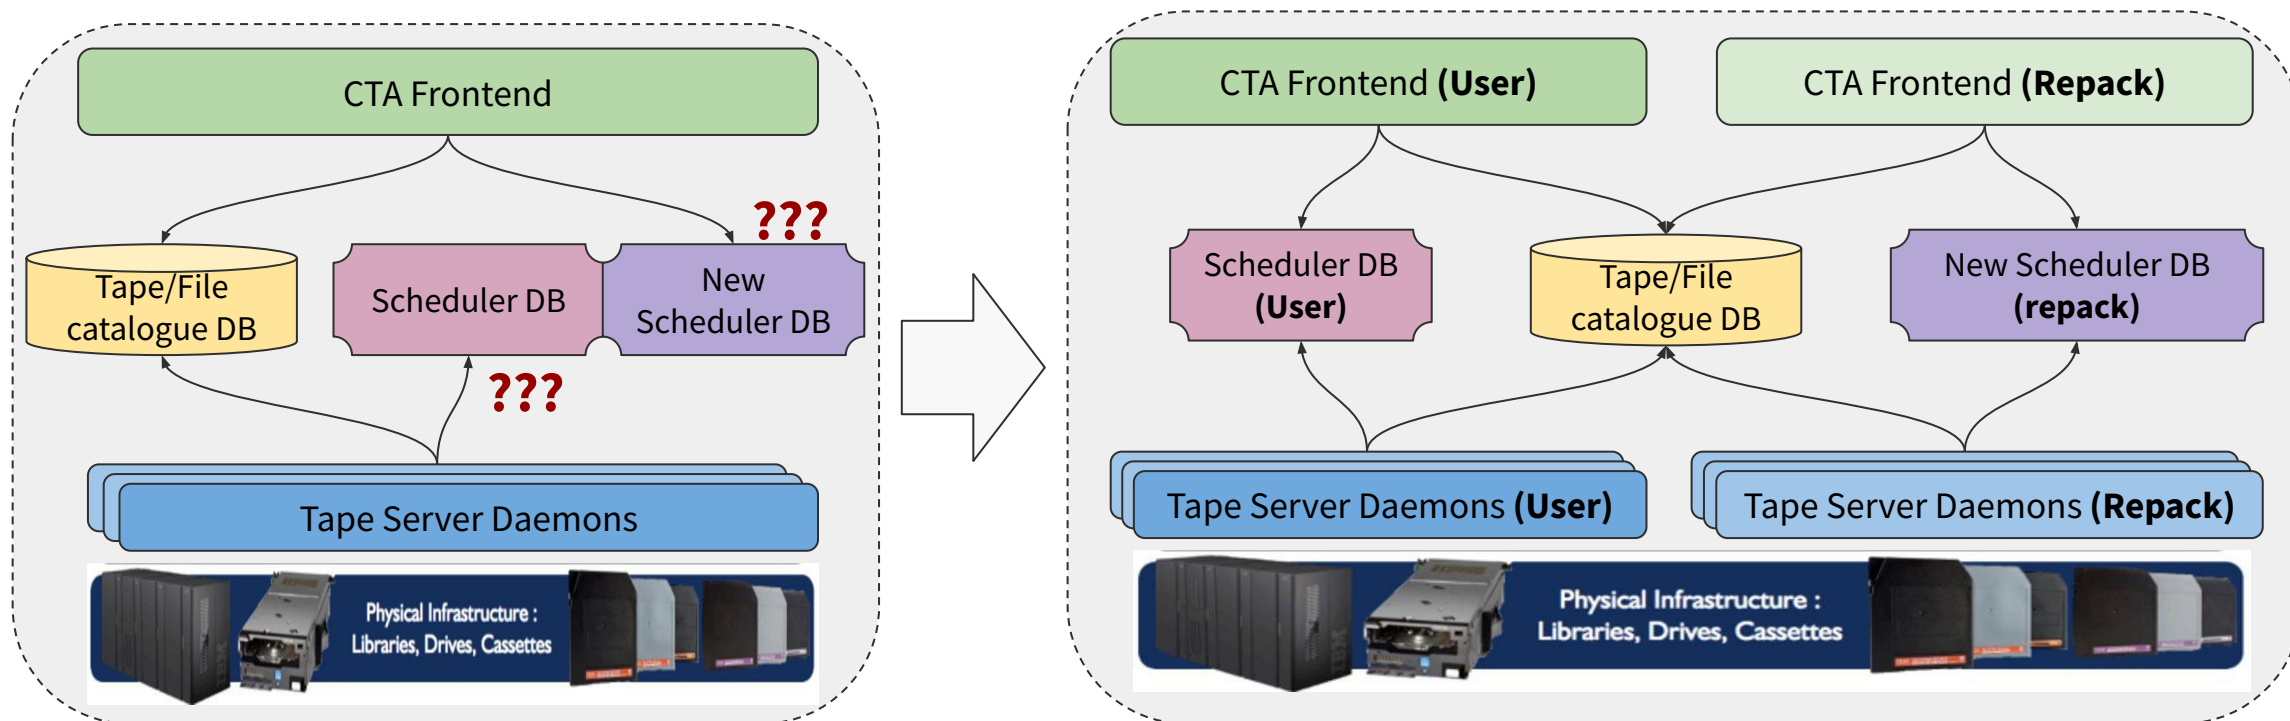 CTA Frontend
???
Tape/File
catalogue DB
Scheduler DB
New
Scheduler DB
???
Tape Server Daemons
Physical Infrastructure :
Libraries, Drives, Cassettes
CTA Frontend (User)
CTA Frontend (Repack)
Scheduler DB
(User)
Tape/File
catalogue DB
New Scheduler DB
(repack)
Tape Server Daemons (User)
Tape Server Daemons (Repack)
Physical Infrastructure :
Libraries, Drives, Cassettes